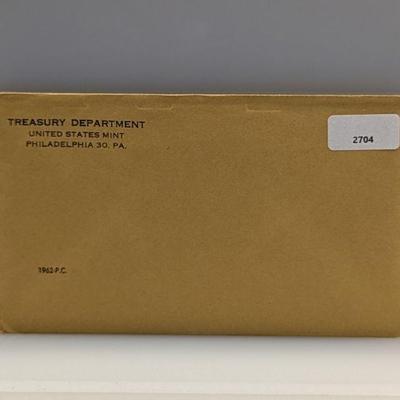 TREASURY DEPARTMENT
UNITED STATES MINT
PHILADELPHIA 30, PA.
2704
1962-P.C.